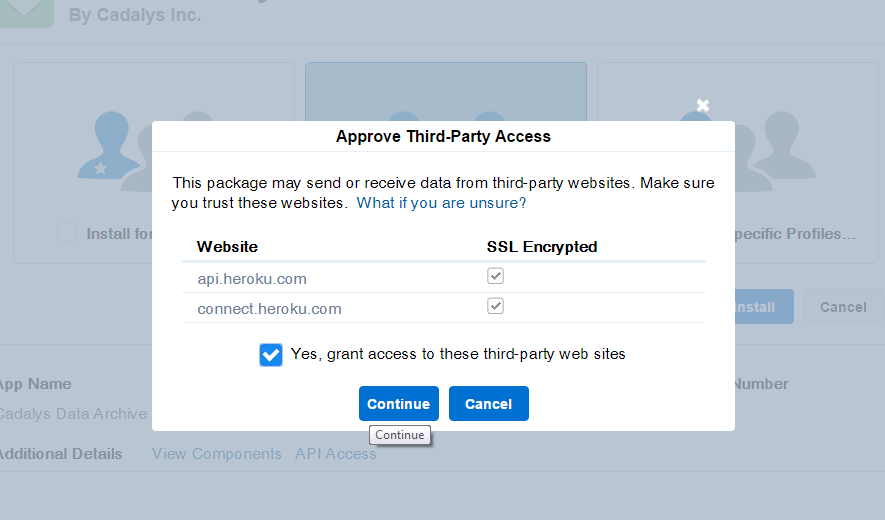 By Cadalys Inc.
Approve Third-Party Access
This package may send or receive data from third-party websites. Make sure
you trust these websites. What if you are unsure?
Install for
pecific Profiles...
Website SSL Encrypted
api.heroku.com
connect.heroku.com
nstall Cancel
Yes, grant access to these third-party web sites
App Name
Number
Continue Cancel
Cadalys Data Archive
Continue
Additional Details View Components API Access